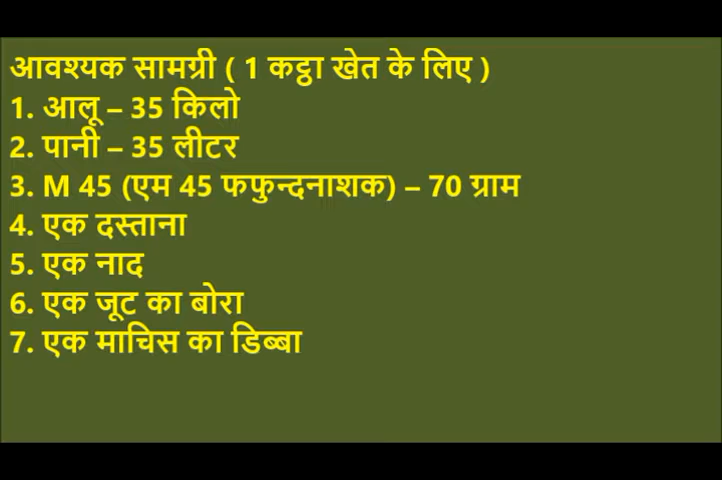 आवश्यक सामग्री ( 1 कट्ठा खेत के लिए )
1. आलू – 35 किलो
2. पानी – 35 लीटर
3. M 45 (एम 45 फफुन्दनाशक) – 70 ग्राम
4. एक दस्ताना
5. एक नाद
6. एक जूट का बोरा
7. एक माचिस का डिब्बा